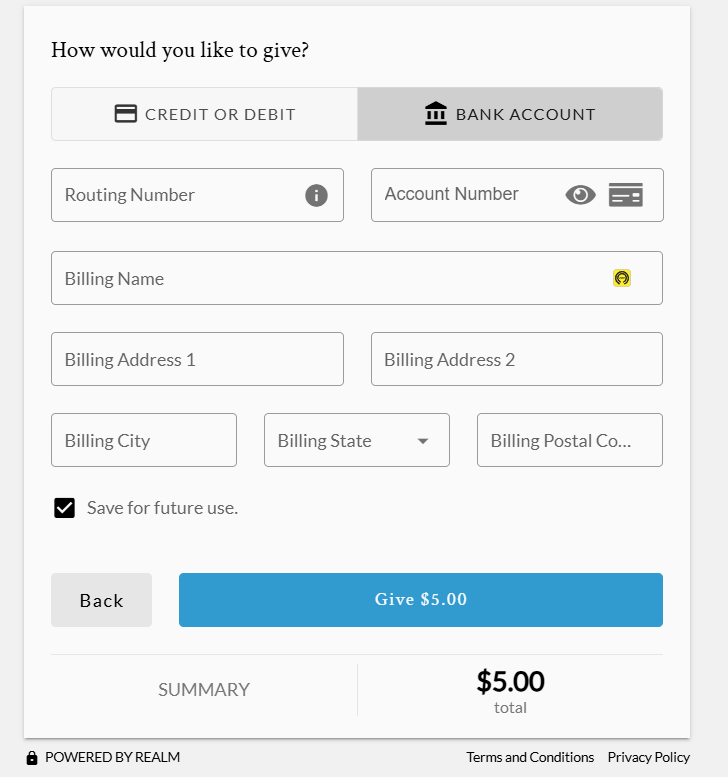 How would you like to give?
CREDIT OR DEBIT
BANK ACCOUNT
Routing Number
Account Number
Billing Name
Billing Address 1
Billing Address 2
Billing City
Billing State
Billing Postal Co...
Save for future use.
Back
Give $5.00
SUMMARY
$5.00
total
POWERED BY REALM
Terms and Conditions
Privacy Policy